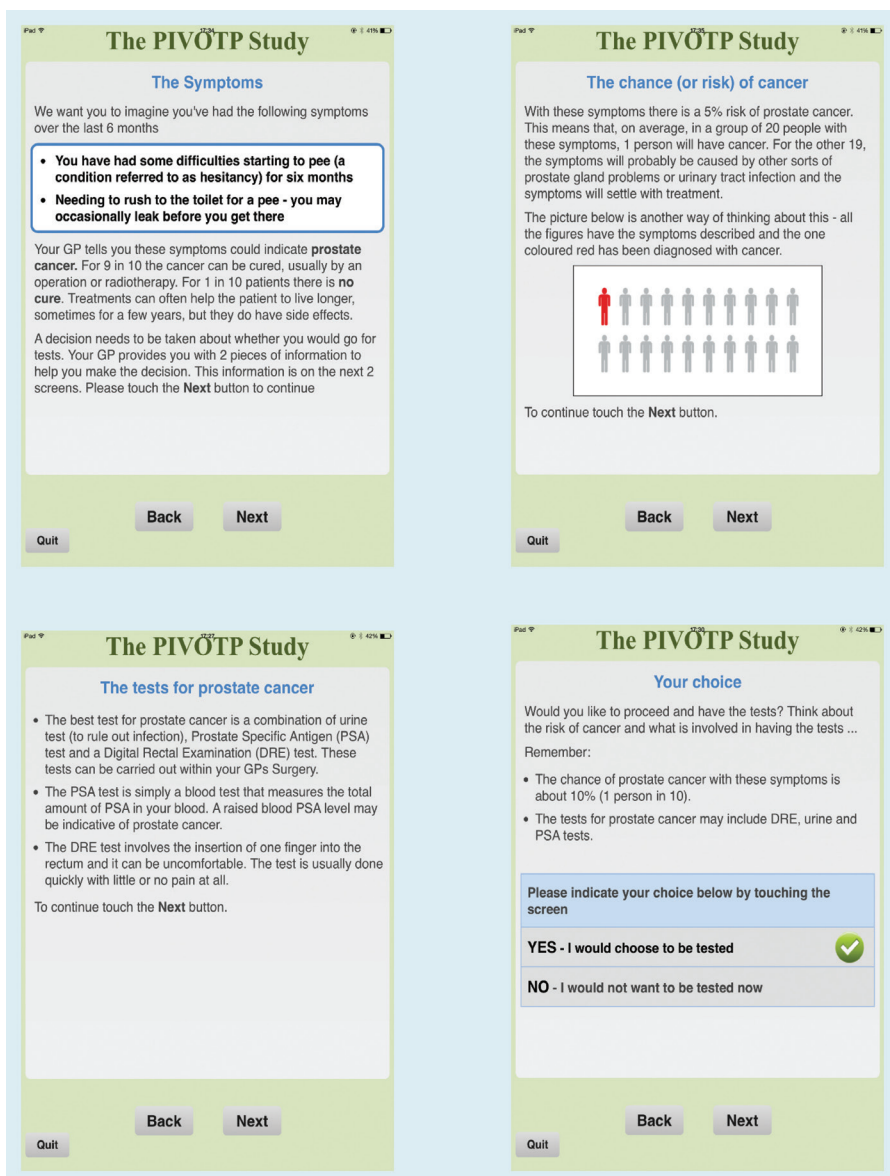 iPad
17:34
41%
The PIVOTP Study
The Symptoms
We want you to imagine you've had the following symptoms
over the last 6 months
• You have had some difficulties starting to pee (a
condition referred to as hesitancy) for six months
• Needing to rush to the toilet for a pee - you may
occasionally leak before you get there
Your GP tells you these symptoms could indicate prostate
cancer. For 9 in 10 the cancer can be cured, usually by an
operation or radiotherapy. For 1 in 10 patients there is no
cure. Treatments can often help the patient to live longer,
sometimes for a few years, but they do have side effects.
A decision needs to be taken about whether you would go for
tests. Your GP provides you with 2 pieces of information to
help you make the decision. This information is on the next 2
screens. Please touch the Next button to continue
Back Next
Quit
iPad
17:35
41%
The PIVOTP Study
The chance (or risk) of cancer
With these symptoms there is a 5% risk of prostate cancer.
This means that, on average, in a group of 20 people with
these symptoms, 1 person will have cancer. For the other 19,
the symptoms will probably be caused by other sorts of
prostate gland problems or urinary tract infection and the
symptoms will settle with treatment.
The picture below is another way of thinking about this - all
the figures have the symptoms described and the one
coloured red has been diagnosed with cancer.
To continue touch the Next button.
Back Next
Quit
iPad
17:27
42%
The PIVOTP Study
The tests for prostate cancer
• The best test for prostate cancer is a combination of urine
test (to rule out infection), Prostate Specific Antigen (PSA)
test and a Digital Rectal Examination (DRE) test. These
tests can be carried out within your GPs Surgery.
• The PSA test is simply a blood test that measures the total
amount of PSA in your blood. A raised blood PSA level may
be indicative of prostate cancer.
• The DRE test involves the insertion of one finger into the
rectum and it can be uncomfortable. The test is usually done
quickly with little or no pain at all.
To continue touch the Next button.
Back Next
Quit
iPad
17:30
42%
The PIVOTP Study
Your choice
Would you like to proceed and have the tests? Think about
the risk of cancer and what is involved in having the tests ...
Remember:
• The chance of prostate cancer with these symptoms is
about 10% (1 person in 10).
• The tests for prostate cancer may include DRE, urine and
PSA tests.
Please indicate your choice below by touching the
screen
YES - I would choose to be tested
NO - I would not want to be tested now
Back Next
Quit